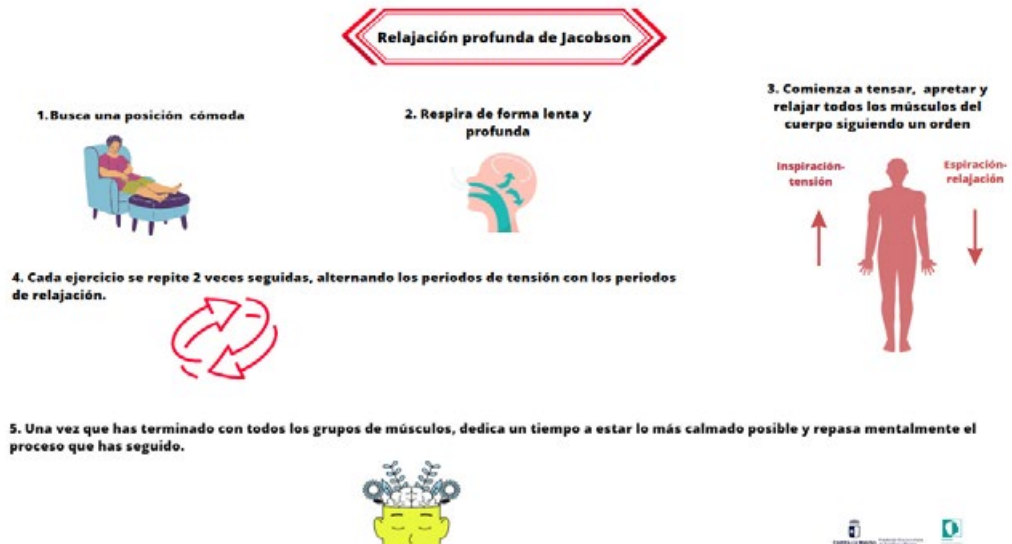 Relajación profunda de Jacobson
1. Busca una posición cómoda
2. Respira de forma lenta y
profunda
3. Comienza a tensar, apretar y
relajar todos los músculos del
cuerpo siguiendo un orden
Inspiración-
tensión
Espiración-
relajación
4. Cada ejercicio se repite 2 veces seguidas, alternando los periodos de tensión con los periodos
de relajación.
5. Una vez que has terminado con todos los grupos de músculos, dedica un tiempo a estar lo más calmado posible y repasa mentalmente el
proceso que has seguido.